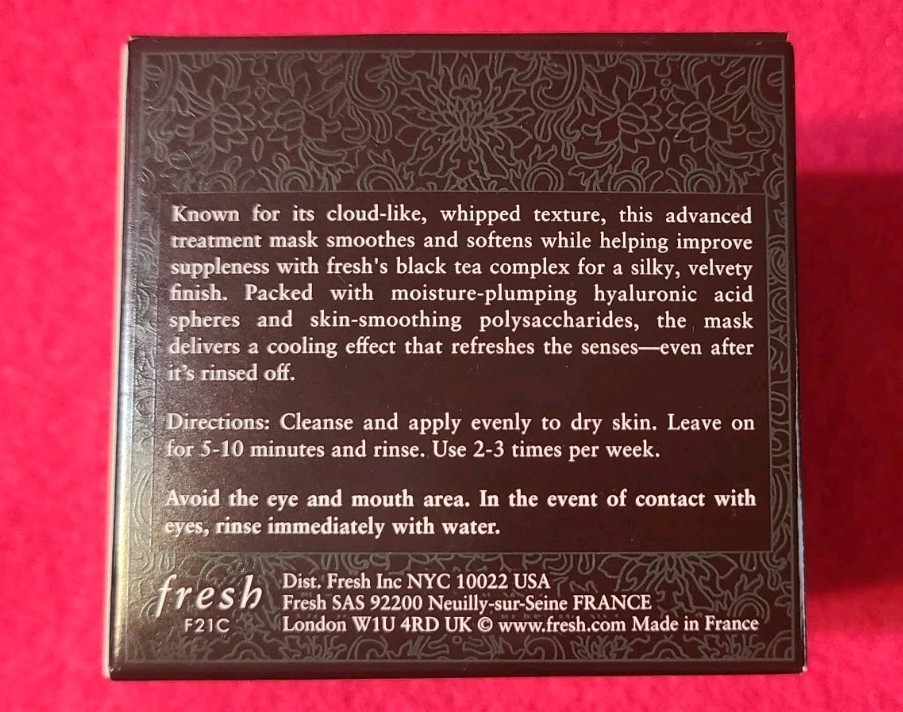 Known for its cloud-like, whipped texture, this advanced
treatment mask smoothes and softens while helping improve
suppleness with fresh's black tea complex for a silky, velvety
finish. Packed with moisture-plumping hyaluronic acid
spheres and skin-smoothing polysaccharides, the mask
delivers a cooling effect that refreshes the senses—even after
it's rinsed off.
Directions: Cleanse and apply evenly to dry skin. Leave on
for 5-10 minutes and rinse. Use 2-3 times per week.
Avoid the eye and mouth area. In the event of contact with
eyes, rinse immediately with water.
fresh
F21C
Dist. Fresh Inc NYC 10022 USA
Fresh SAS 92200 Neuilly-sur-Seine FRANCE
London W1U 4RD UK © www.fresh.com Made in France